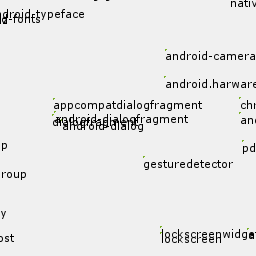 nativ
android-typeface
d-fonts
android-camera
android.harware
appcompatdialogfragment
chr
android-dialogfragment
and
dialogfragment
android-dialog
p
pd
gesturedetector
roup
y
lockscreenwidget
ost
lockscreen